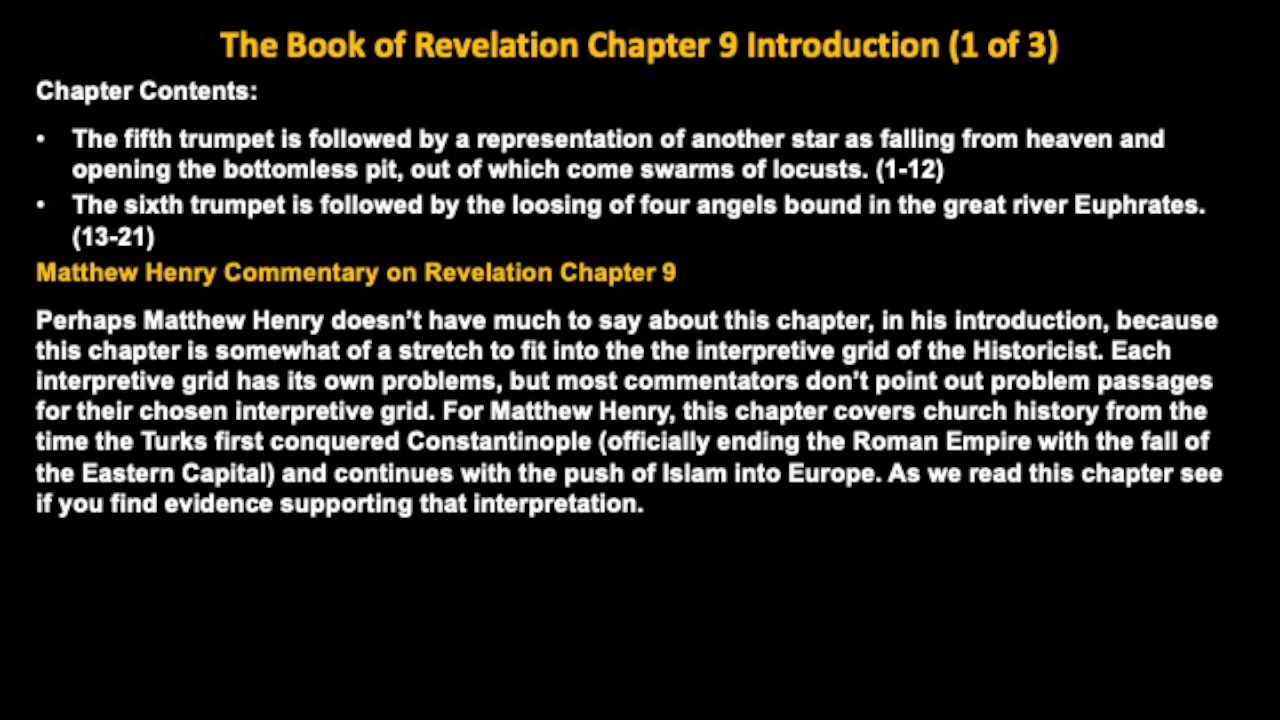 The Book of Revelation Chapter 9 Introduction (1 of 3)
Chapter Contents:
• The fifth trumpet is followed by a representation of another star as falling from heaven and
opening the bottomless pit, out of which come swarms of locusts. (1-12)
• The sixth trumpet is followed by the loosing of four angels bound in the great river Euphrates.
(13-21)
Matthew Henry Commentary on Revelation Chapter 9
Perhaps Matthew Henry doesn’t have much to say about this chapter, in his introduction, because
this chapter is somewhat of a stretch to fit into the the interpretive grid of the Historicist. Each
interpretive grid has its own problems, but most commentators don’t point out problem passages
for their chosen interpretive grid. For Matthew Henry, this chapter covers church history from the
time the Turks first conquered Constantinople (officially ending the Roman Empire with the fall of
the Eastern Capital) and continues with the push of Islam into Europe. As we read this chapter see
if you find evidence supporting that interpretation.